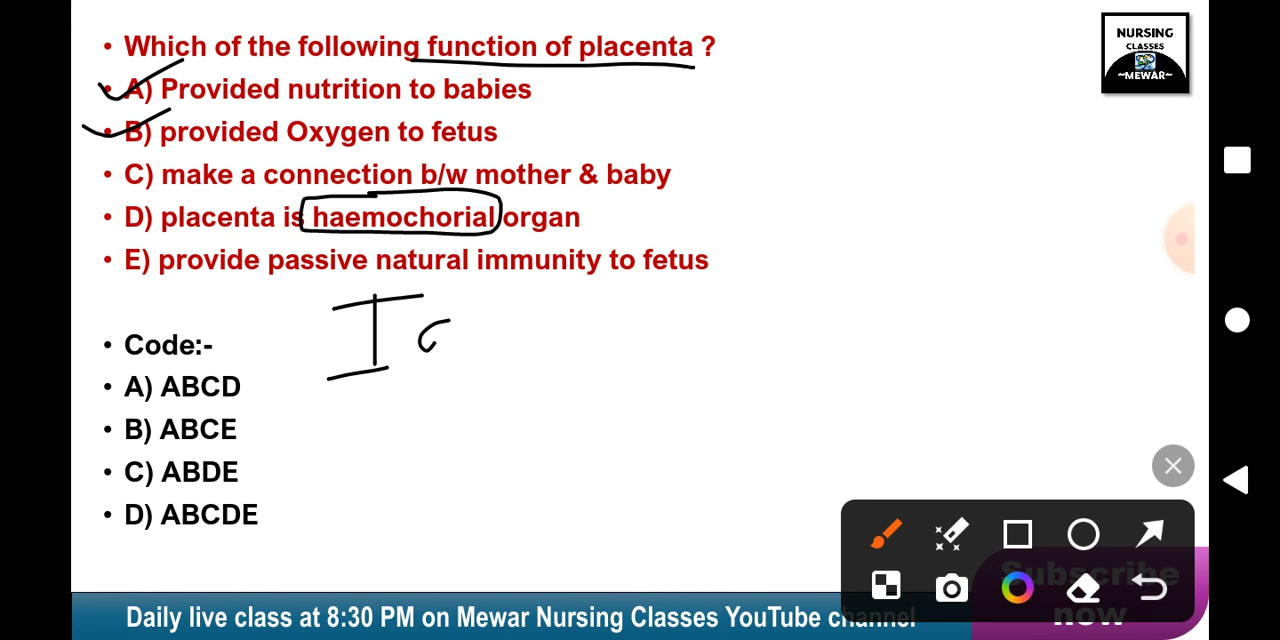 • Which of the following function of placenta ?
• A) Provided nutrition to babies
• B) provided Oxygen to fetus
• C) make a connection b/w mother & baby
• D) placenta is haemochorial organ
• E) provide passive natural immunity to fetus
• Code:-
• A) ABCD
• B) ABCE
• C) ABDE
• D) ABCDE
NURSING
CLASSES
~MEWAR~
Daily live class at 8:30 PM on Mewar Nursing Classes YouTube channel
Subscribe
now